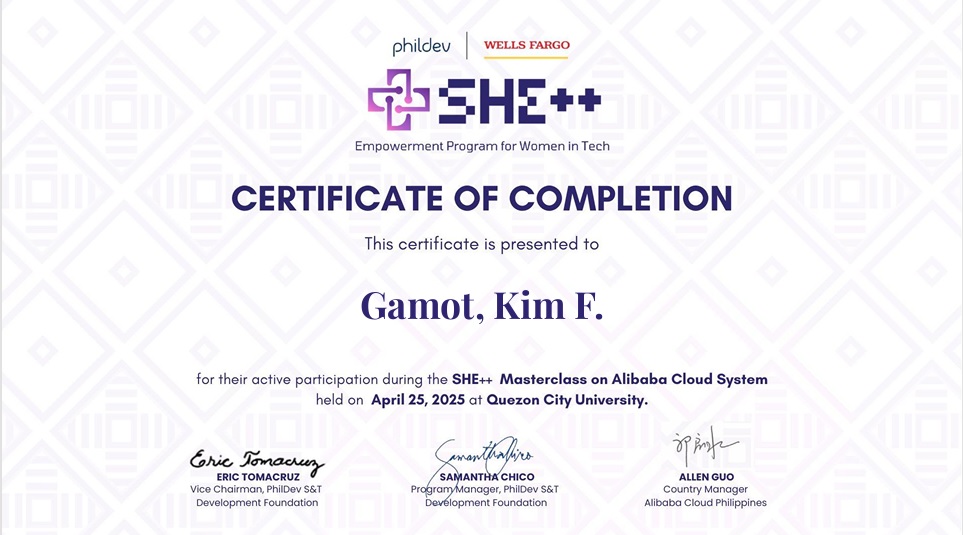 phildev
WELLS FARGO
SHE++
Empowerment Program for Women in Tech
CERTIFICATE OF COMPLETION
This certificate is presented to
Gamot, Kim F.
for their active participation during the SHE++ Masterclass on Alibaba Cloud System
held on April 25, 2025 at Quezon City University.
Eric Tomacruz
ERIC TOMACRUZ
Vice Chairman, PhilDev S&T
Development Foundation
SAMANTHA CHICO
Program Manager, PhilDev S&T
Development Foundation
ALLEN GUO
Country Manager
Alibaba Cloud Philippines